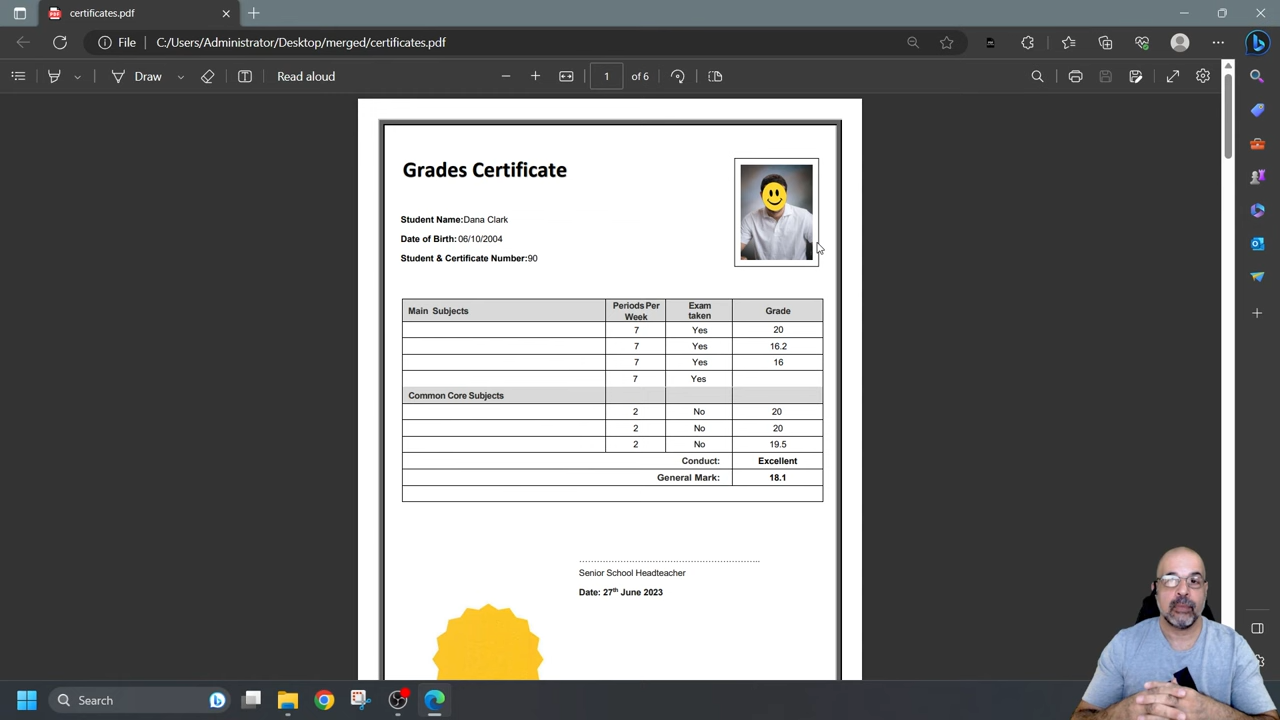 certificates.pdf
File C:/Users/Administrator/Desktop/merged/certificates.pdf
Draw Read aloud 1 of 6
Grades Certificate
Student Name:Dana Clark
Date of Birth: 06/10/2004
Student & Certificate Number:90
Main Subjects Periods Per Week Exam taken Grade
7 Yes 20
7 Yes 16.2
7 Yes 16
7 Yes
Common Core Subjects
2 No 20
2 No 20
2 No 19.5
Conduct: Excellent
General Mark: 18.1
Senior School Headteacher
Date: 27th June 2023
Search